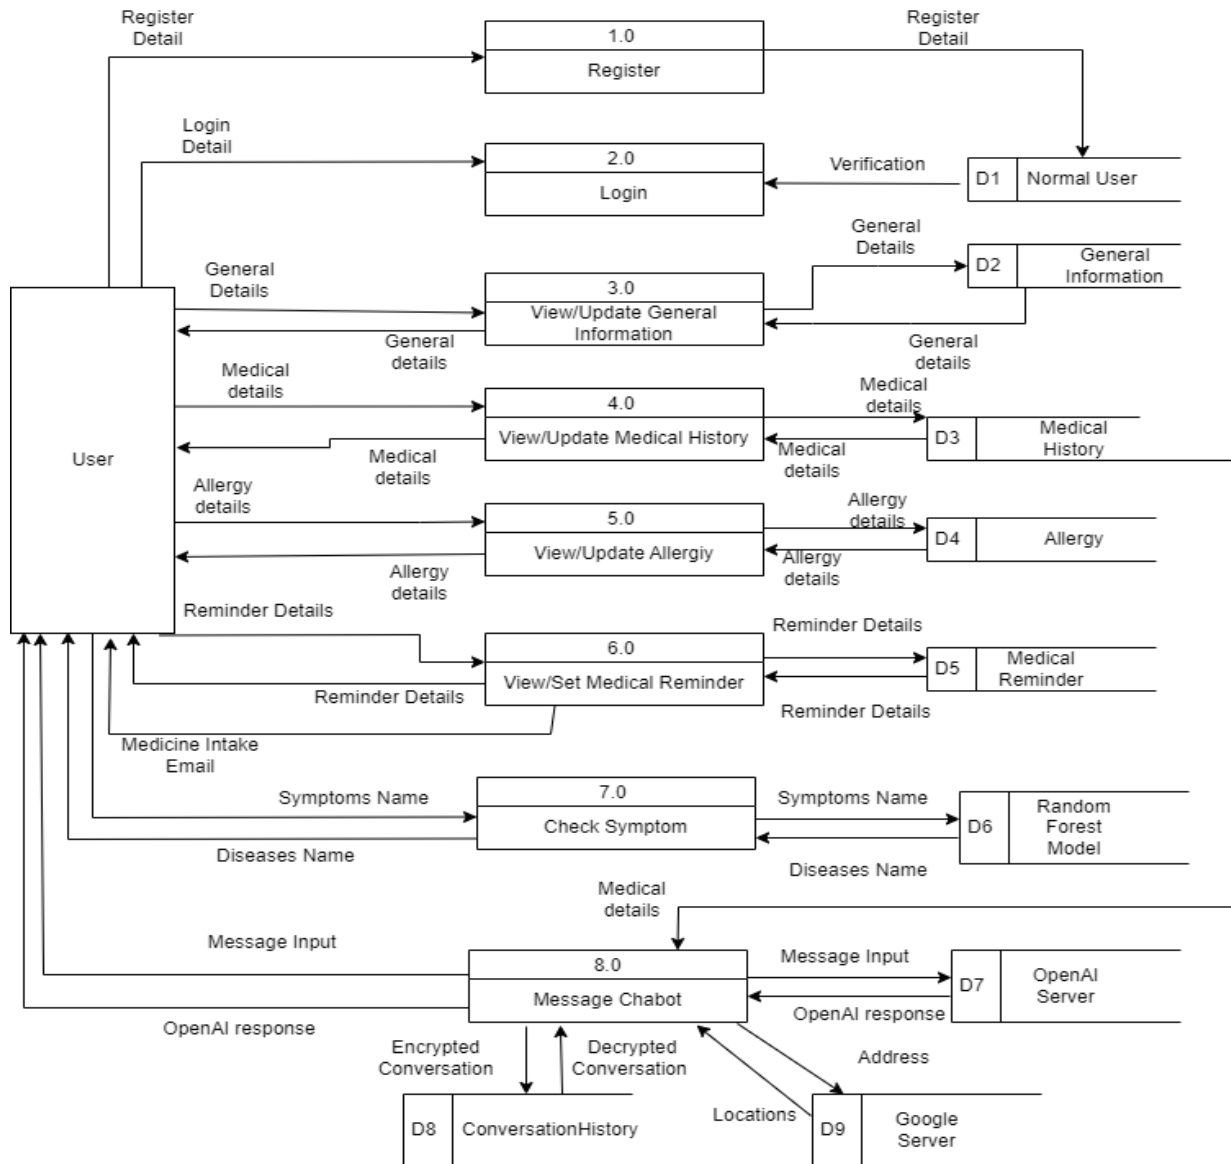 Register
Detail
1.0
Register
Register
Detail
Login
Detail
2.0
Login
Verification
D1
Normal User
General
Details
3.0
View/Update General
Information
General
Details
D2
General
Information
General
details
General
details
Medical
details
4.0
View/Update Medical History
Medical
details
D3
Medical
History
Medical
details
Medical
details
User
Allergy
details
5.0
View/Update Allergiy
Allergy
details
D4
Allergy
Allergy
details
Allergy
details
Reminder Details
6.0
View/Set Medical Reminder
Reminder Details
D5
Medical
Reminder
Reminder Details
Reminder Details
Medicine Intake
Email
Symptoms Name
7.0
Check Symptom
Symptoms Name
D6
Random
Forest
Model
Diseases Name
Diseases Name
Medical
details
Message Input
8.0
Message Chabot
Message Input
D7
OpenAI
Server
OpenAI response
OpenAI response
Encrypted
Conversation
Decrypted
Conversation
Address
Locations
D8
ConversationHistory
D9
Google
Server